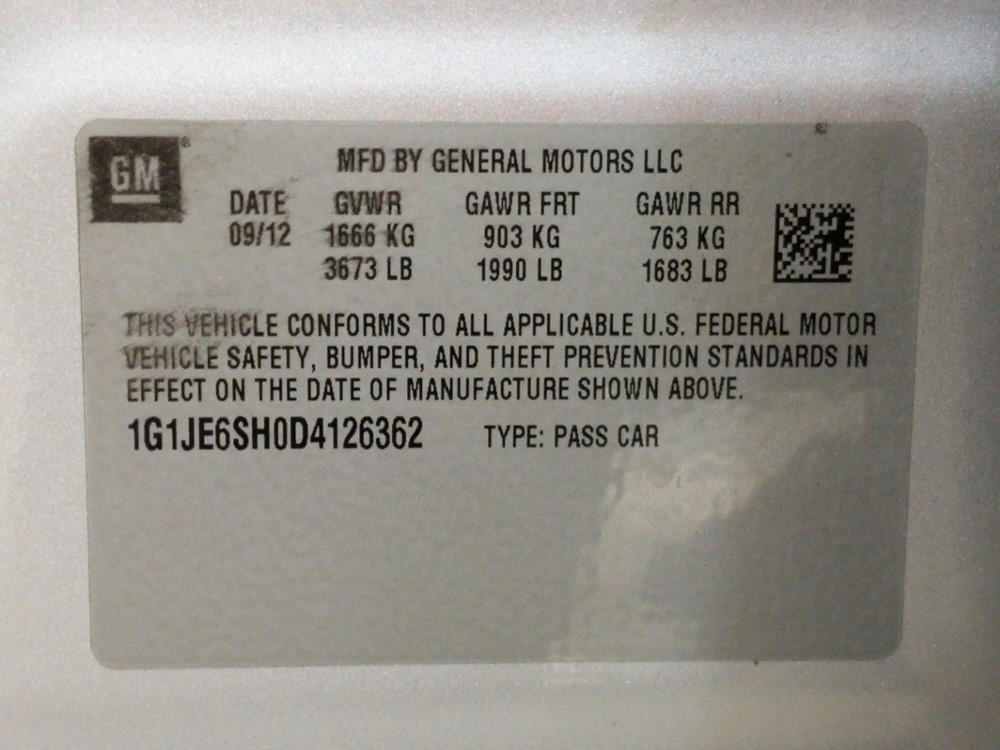 GM
MFD BY GENERAL MOTORS LLC
DATE GVWR GAWR FRT GAWR RR
09/12 1666 KG 903 KG 763 KG
3673 LB 1990 LB 1683 LB
THIS VEHICLE CONFORMS TO ALL APPLICABLE U.S. FEDERAL MOTOR
VEHICLE SAFETY, BUMPER, AND THEFT PREVENTION STANDARDS IN
EFFECT ON THE DATE OF MANUFACTURE SHOWN ABOVE.
1G1JE6SH0D4126362 TYPE: PASS CAR